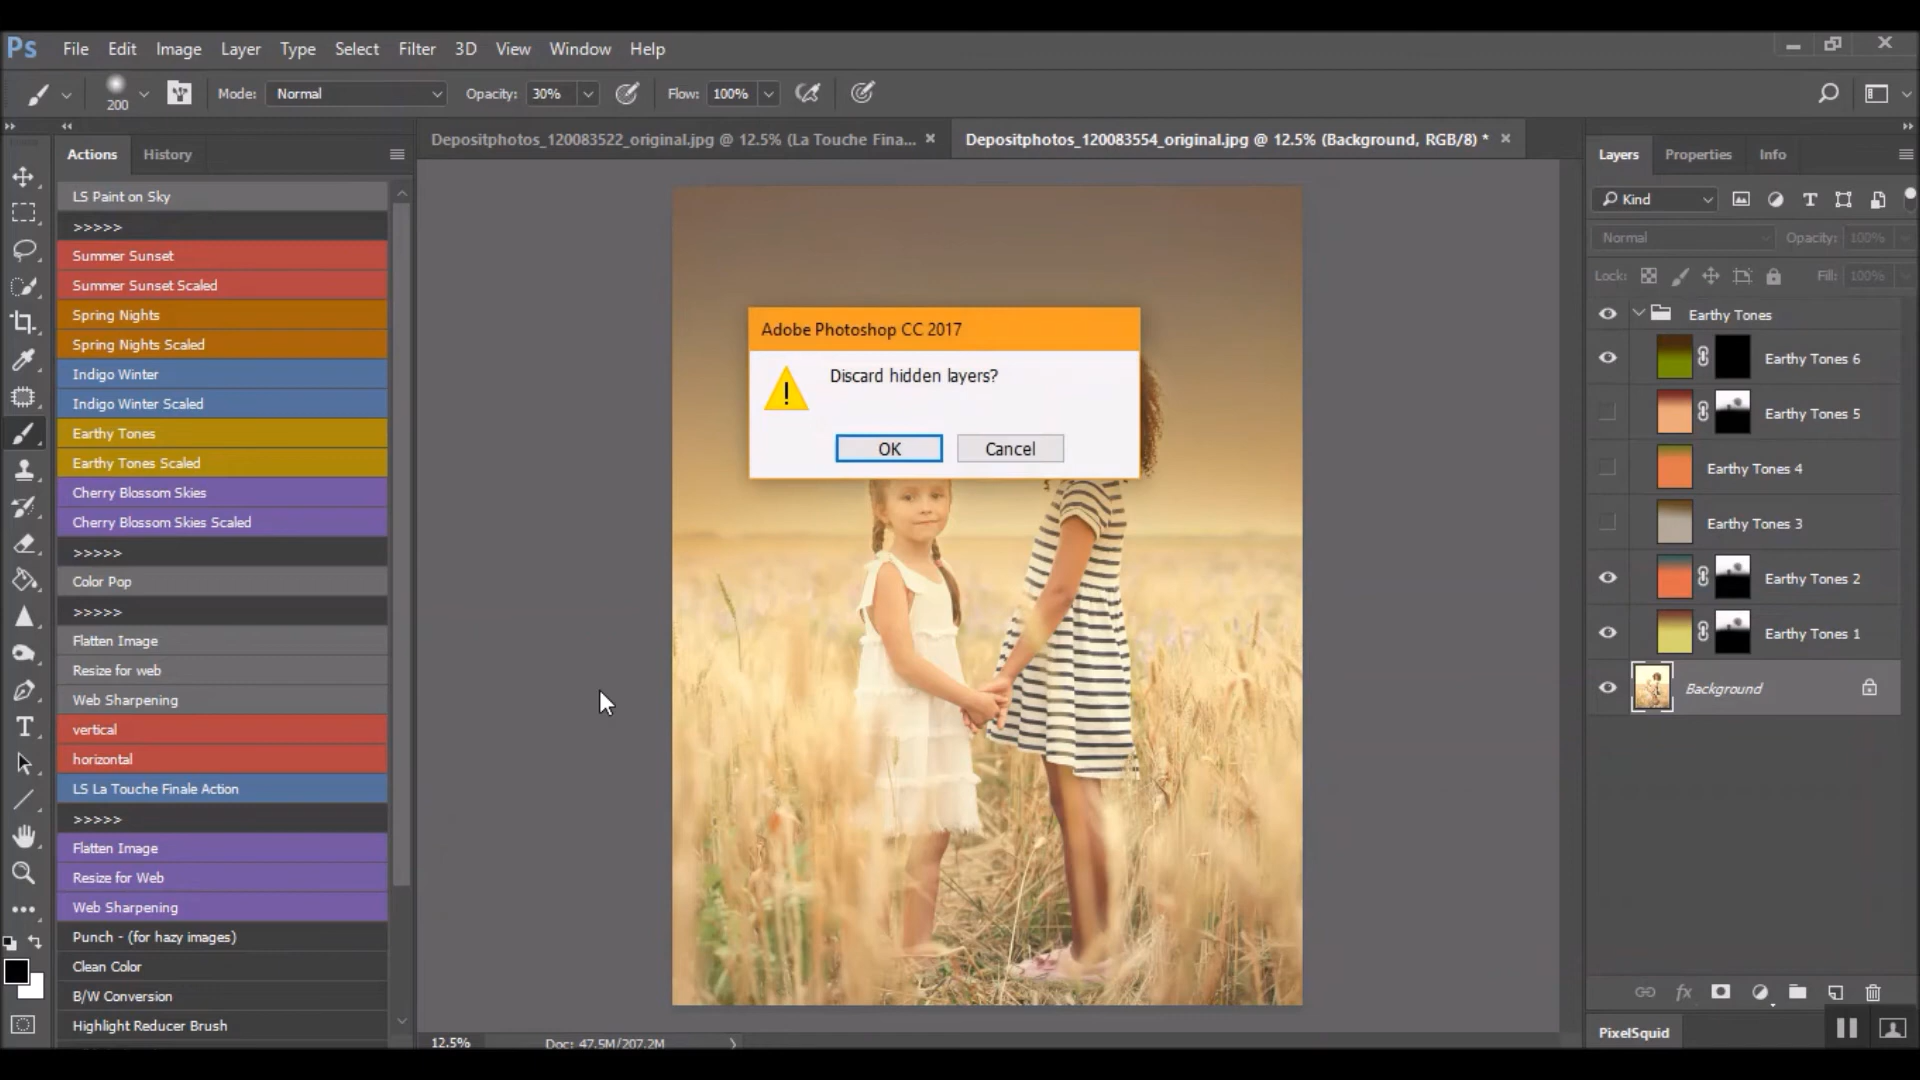 Ps File Edit Image Layer Type Select Filter 3D View Window Help
200 Mode: Normal Opacity: 30% Flow: 100%
Depositphotos_120083522_original.jpg @ 12.5% (La Touche Fina... Depositphotos_120083554_original.jpg @ 12.5% (Background, RGB/8) *
Actions History
LS Paint on Sky
>>>>>
Summer Sunset
Summer Sunset Scaled
Spring Nights
Spring Nights Scaled
Indigo Winter
Indigo Winter Scaled
Earthy Tones
Earthy Tones Scaled
Cherry Blossom Skies
Cherry Blossom Skies Scaled
>>>>>
Color Pop
>>>>>
Flatten Image
Resize for web
Web Sharpening
vertical
horizontal
LS La Touche Finale Action
>>>>>
Flatten Image
Resize for Web
Web Sharpening
Punch - (for hazy images)
Clean Color
B/W Conversion
Highlight Reducer Brush
Adobe Photoshop CC 2017
Discard hidden layers?
OK Cancel
12.5% Doc: 47.5M/207.2M
Layers Properties Info
Kind
Normal Opacity: 100%
Lock: Fill: 100%
Earthy Tones
Earthy Tones 6
Earthy Tones 5
Earthy Tones 4
Earthy Tones 3
Earthy Tones 2
Earthy Tones 1
Background
fx
PixelSquid